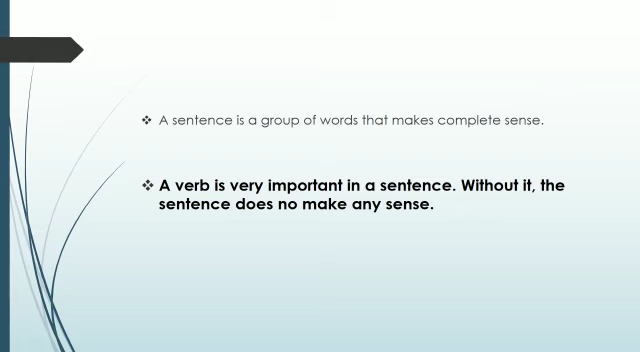 ❖ A sentence is a group of words that makes complete sense.
❖ A verb is very important in a sentence. Without it, the
sentence does no make any sense.